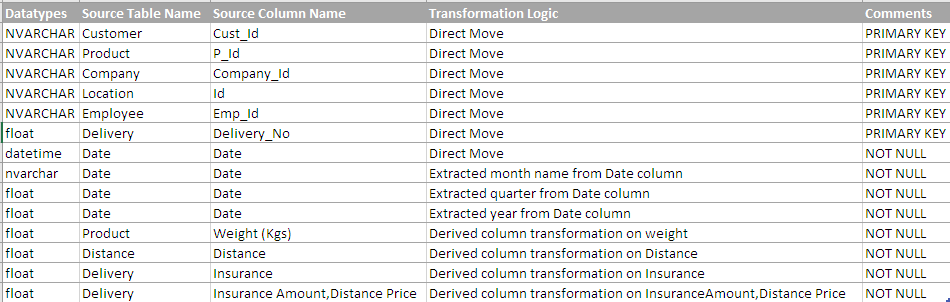 Datatypes Source Table Name Source Column Name Transformation Logic Comments
NVARCHAR Customer Cust_Id Direct Move PRIMARY KEY
NVARCHAR Product P_Id Direct Move PRIMARY KEY
NVARCHAR Company Company_Id Direct Move PRIMARY KEY
NVARCHAR Location Id Direct Move PRIMARY KEY
NVARCHAR Employee Emp_Id Direct Move PRIMARY KEY
float Delivery Delivery_No Direct Move PRIMARY KEY
datetime Date Date Direct Move NOT NULL
nvarchar Date Date Extracted month name from Date column NOT NULL
float Date Date Extracted quarter from Date column NOT NULL
float Date Date Extracted year from Date column NOT NULL
float Product Weight (Kgs) Derived column transformation on weight NOT NULL
float Distance Distance Derived column transformation on Distance NOT NULL
float Delivery Insurance Derived column transformation on Insurance NOT NULL
float Delivery Insurance Amount,Distance Price Derived column transformation on InsuranceAmount,Distance Price NOT NULL